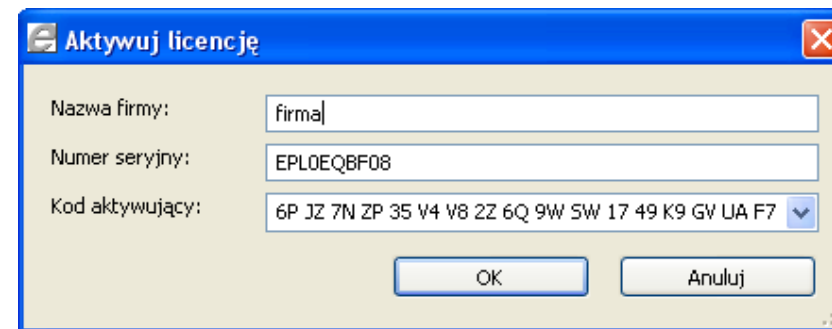 Aktywuj licencję
Nazwa firmy: firma
Numer seryjny: EPL0EQBF08
Kod aktywujący: 6P JZ 7N ZP 35 V4 V8 2Z 6Q 9W SW 17 49 K9 GV UA F7
OK Anuluj